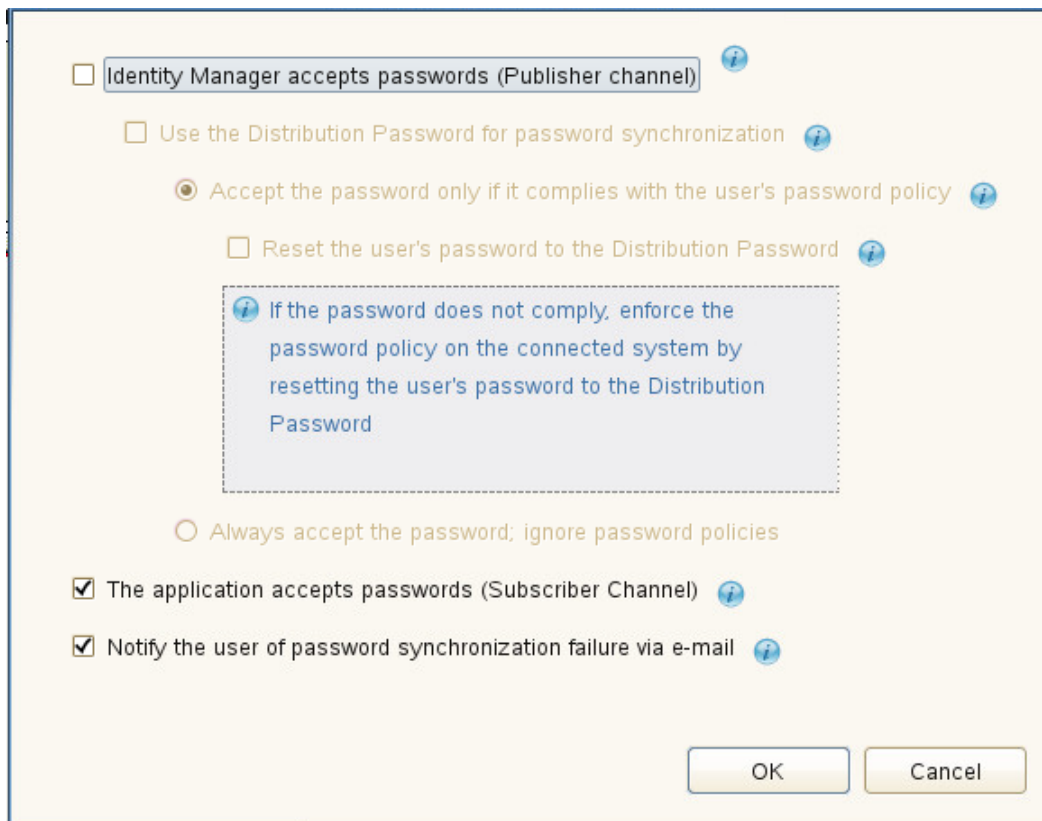 Identity Manager accepts passwords (Publisher channel)
Use the Distribution Password for password synchronization
Accept the password only if it complies with the user's password policy
Reset the user's password to the Distribution Password
If the password does not comply, enforce the
password policy on the connected system by
resetting the user's password to the Distribution
Password
Always accept the password; ignore password policies
The application accepts passwords (Subscriber Channel)
Notify the user of password synchronization failure via e-mail
OK Cancel